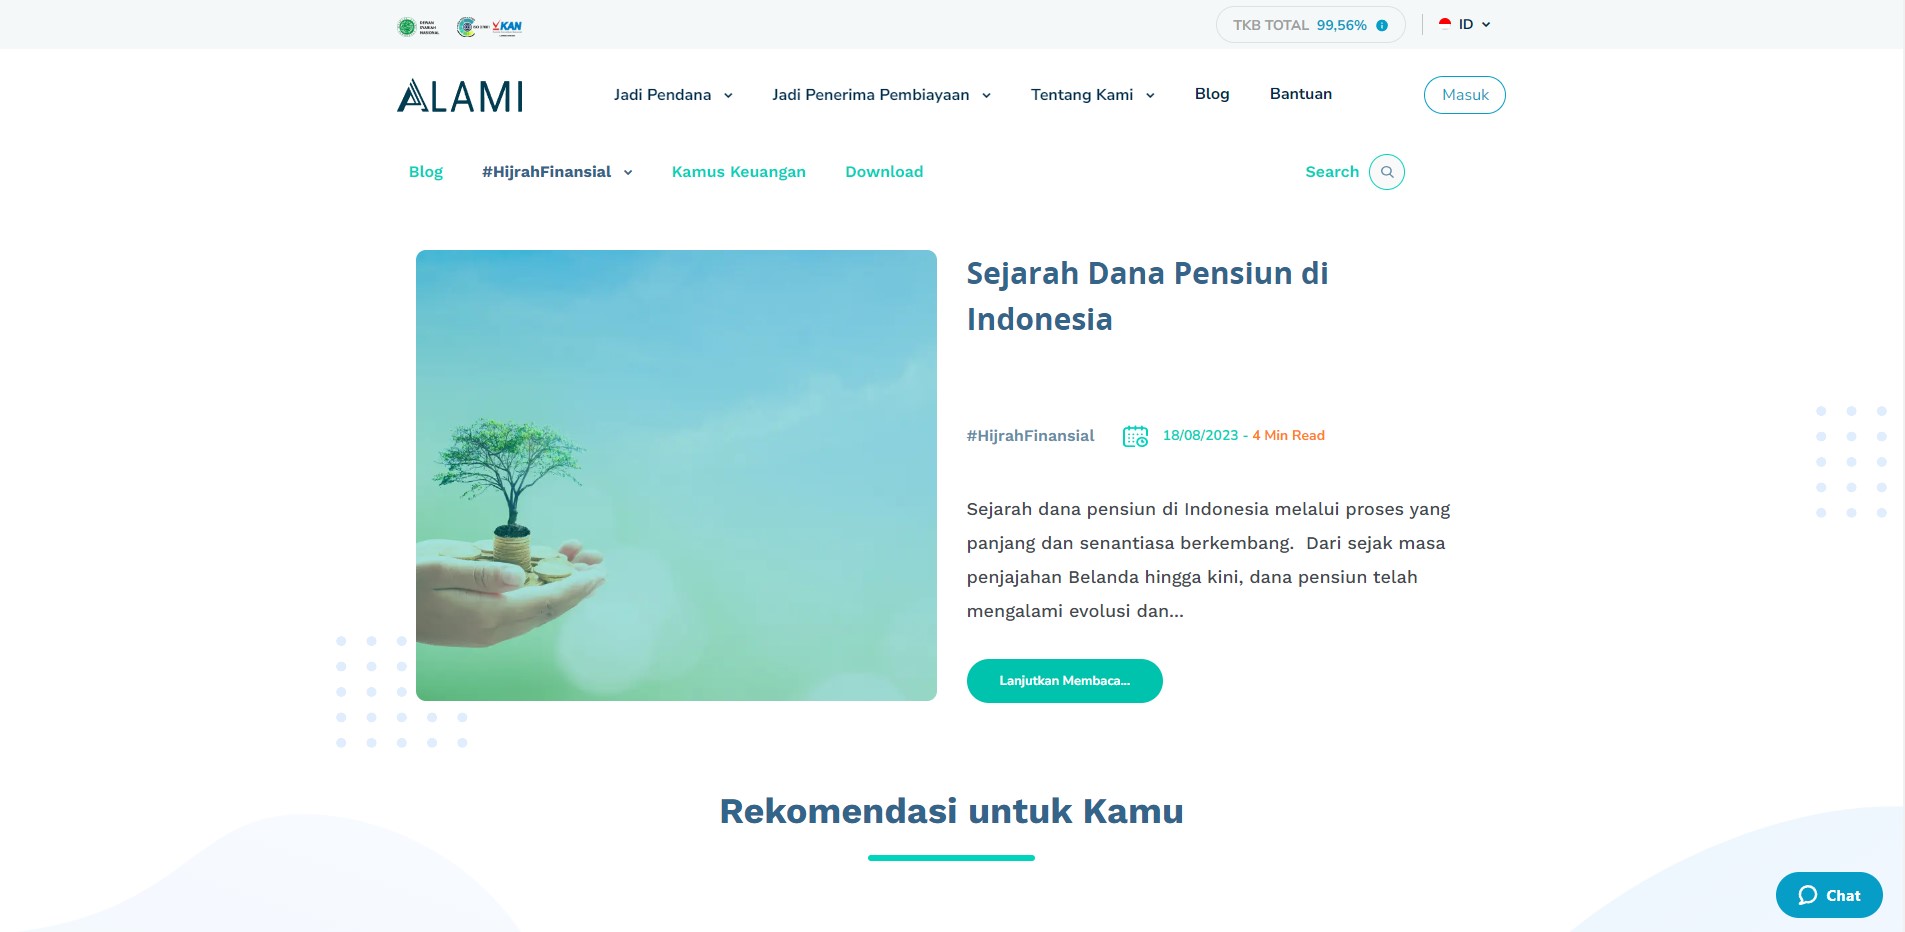 DEWAN
SYARIAH
NASIONAL
KAN
TKB TOTAL 99,56%
ID
ALAMI
Jadi Pendana
Jadi Penerima Pembiayaan
Tentang Kami
Blog
Bantuan
Masuk
Blog
#HijrahFinansial
Kamus Keuangan
Download
Search
Sejarah Dana Pensiun di
Indonesia
#HijrahFinansial
18/08/2023 - 4 Min Read
Sejarah dana pensiun di Indonesia melalui proses yang
panjang dan senantiasa berkembang.  Dari sejak masa
penjajahan Belanda hingga kini, dana pensiun telah
mengalami evolusi dan...
Lanjutkan Membaca...
Rekomendasi untuk Kamu
Chat